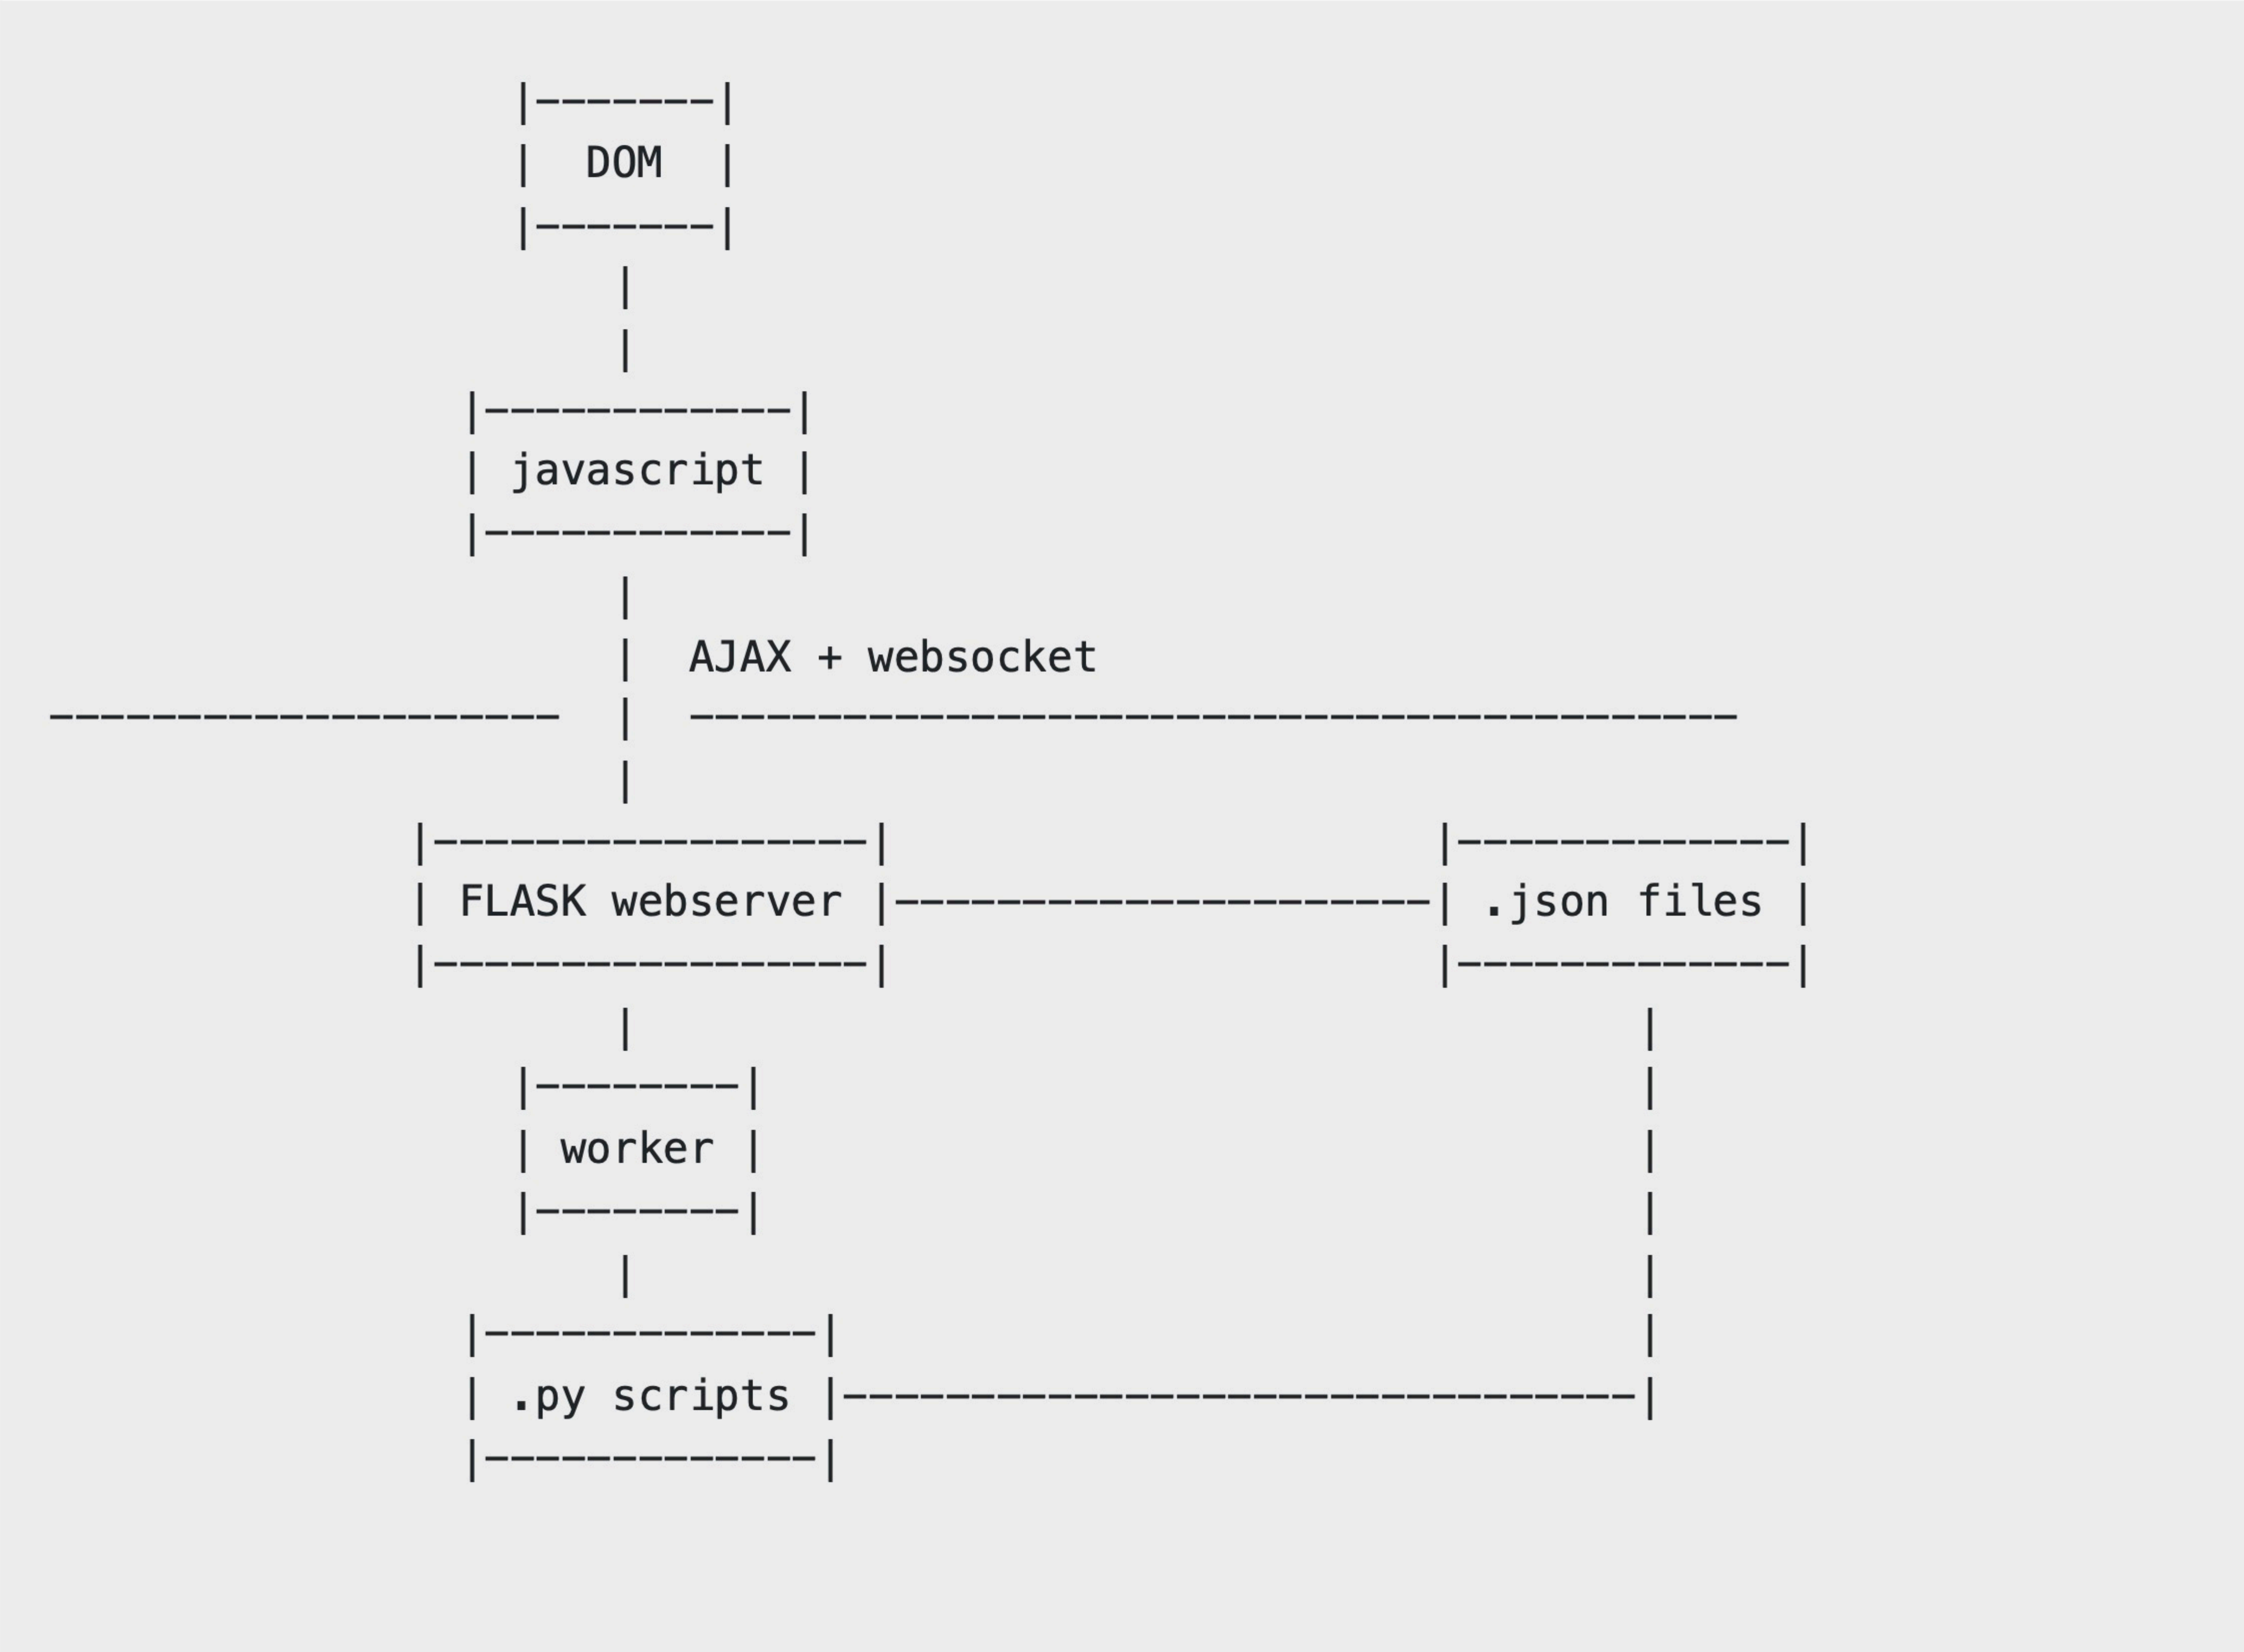 DOM
javascript
AJAX + websocket
FLASK webserver
.json files
worker
.py scripts